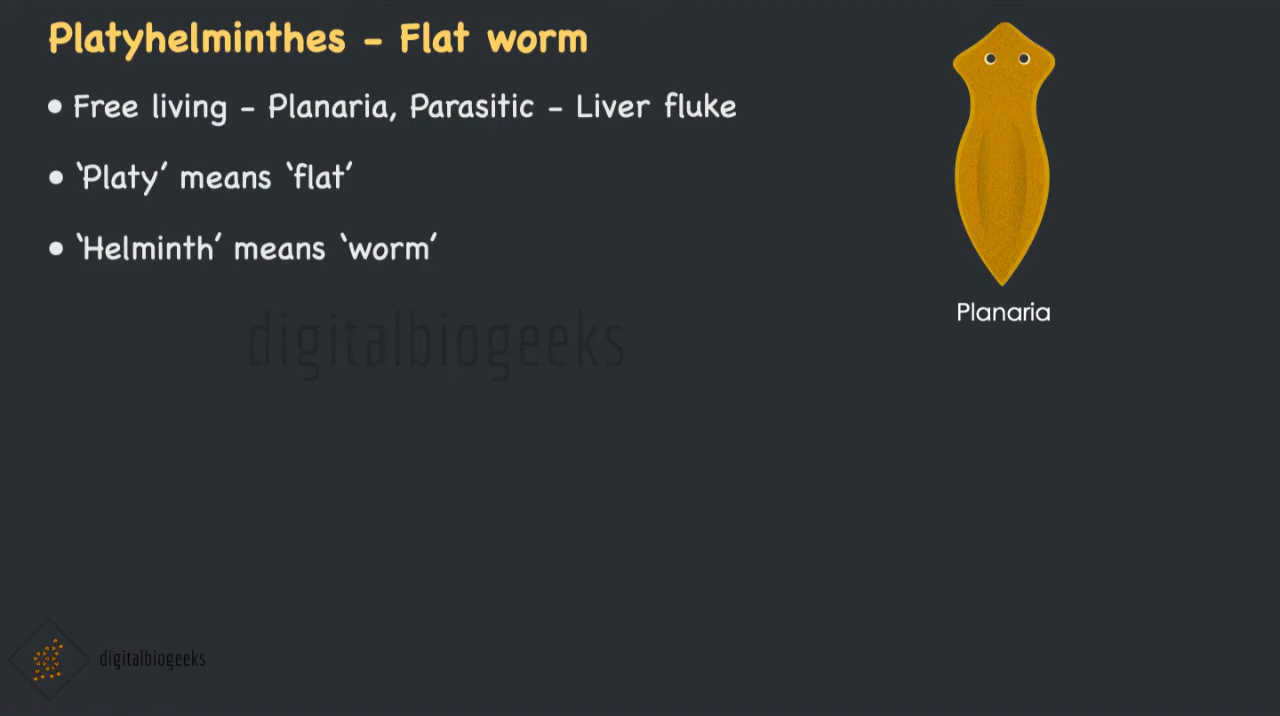 Platyhelminthes - Flat worm
• Free living - Planaria, Parasitic - Liver fluke
• ‘Platy’ means ‘flat’
• ‘Helminth’ means ‘worm’
Planaria
digitalbiogeeks
digitalbiogeeks